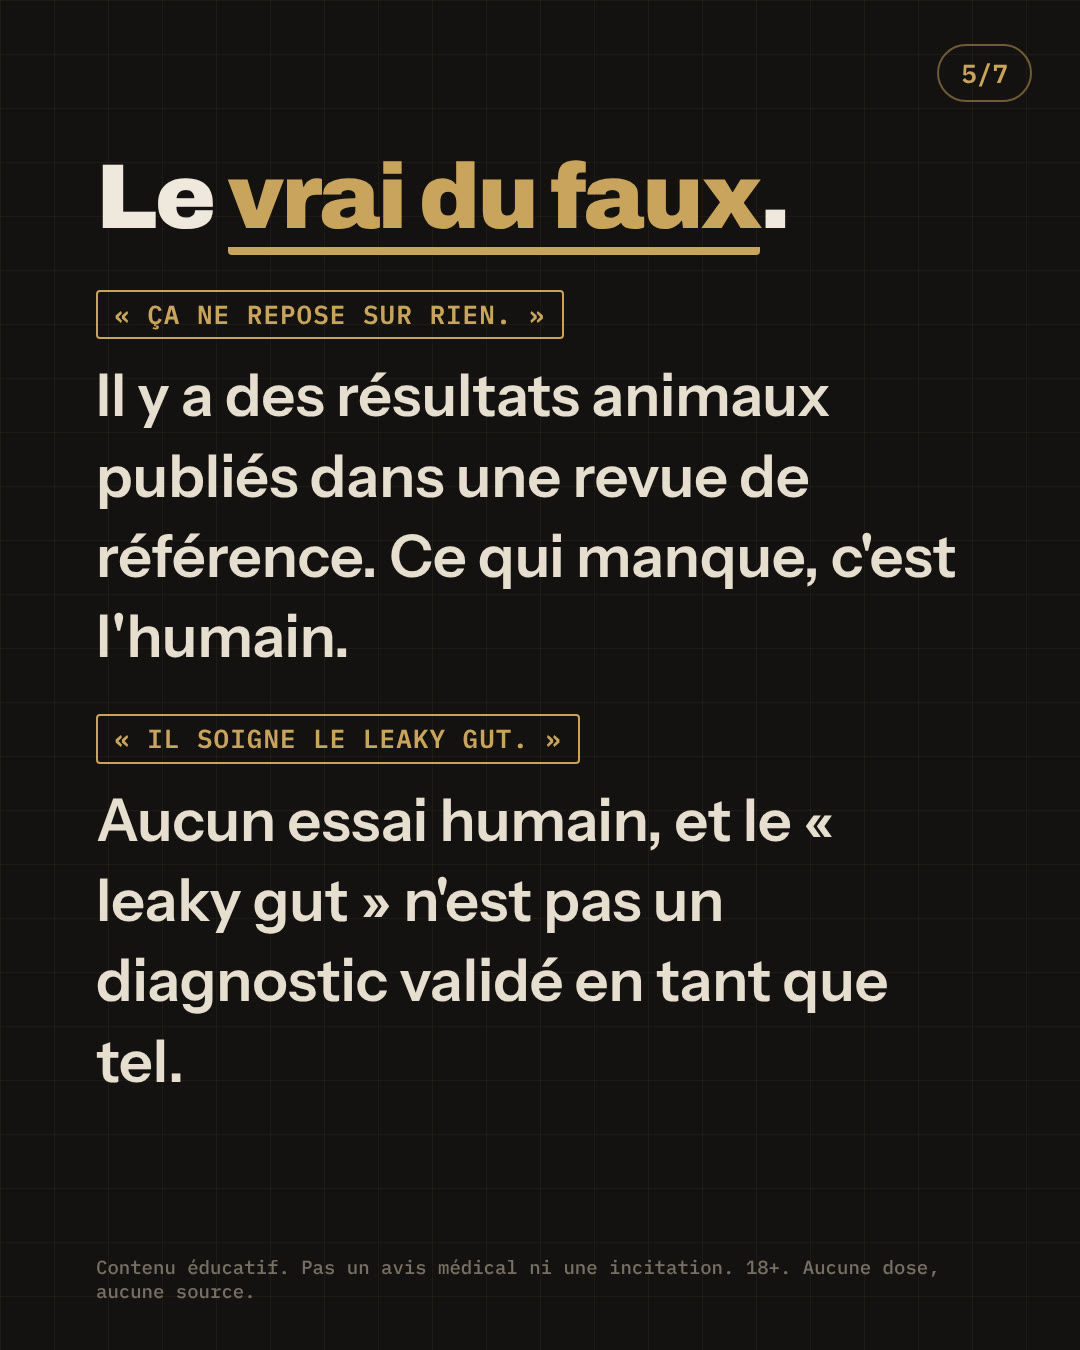 5/7
Le vrai du faux.
« ÇA NE REPOSE SUR RIEN. »
Il y a des résultats animaux
publiés dans une revue de
référence. Ce qui manque, c'est
l'humain.
« IL SOIGNE LE LEAKY GUT. »
Aucun essai humain, et le «
leaky gut » n'est pas un
diagnostic validé en tant que
tel.
Contenu éducatif. Pas un avis médical ni une incitation. 18+. Aucune dose,
aucune source.